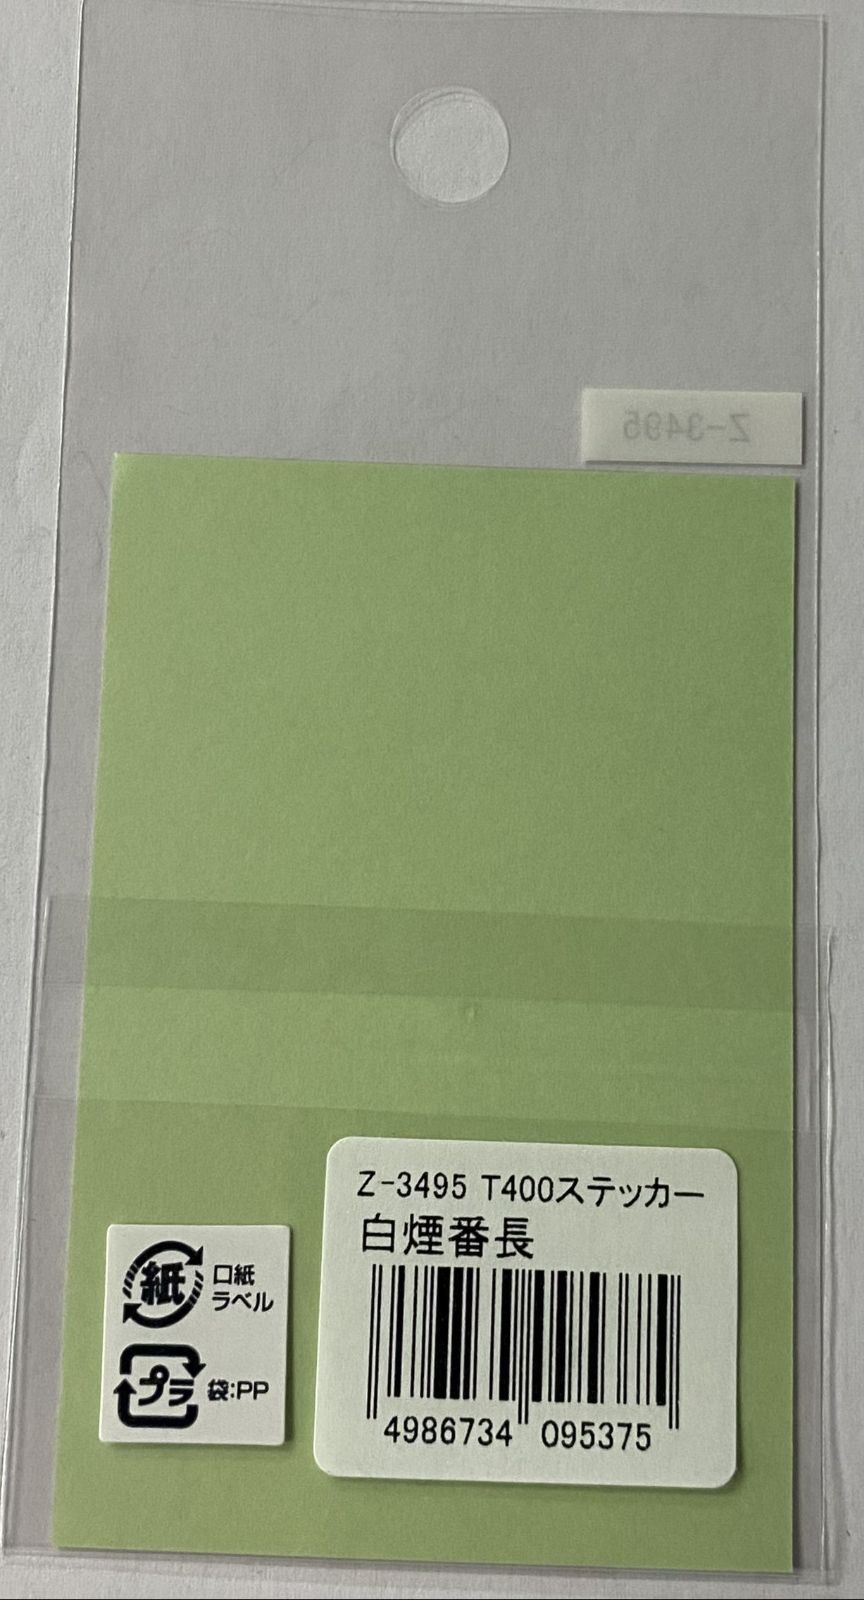 Z-3495
Z-3495 T400ステッカー
白煙番長
4986734 095375
紙
口紙
ラベル
プラ
袋:PP